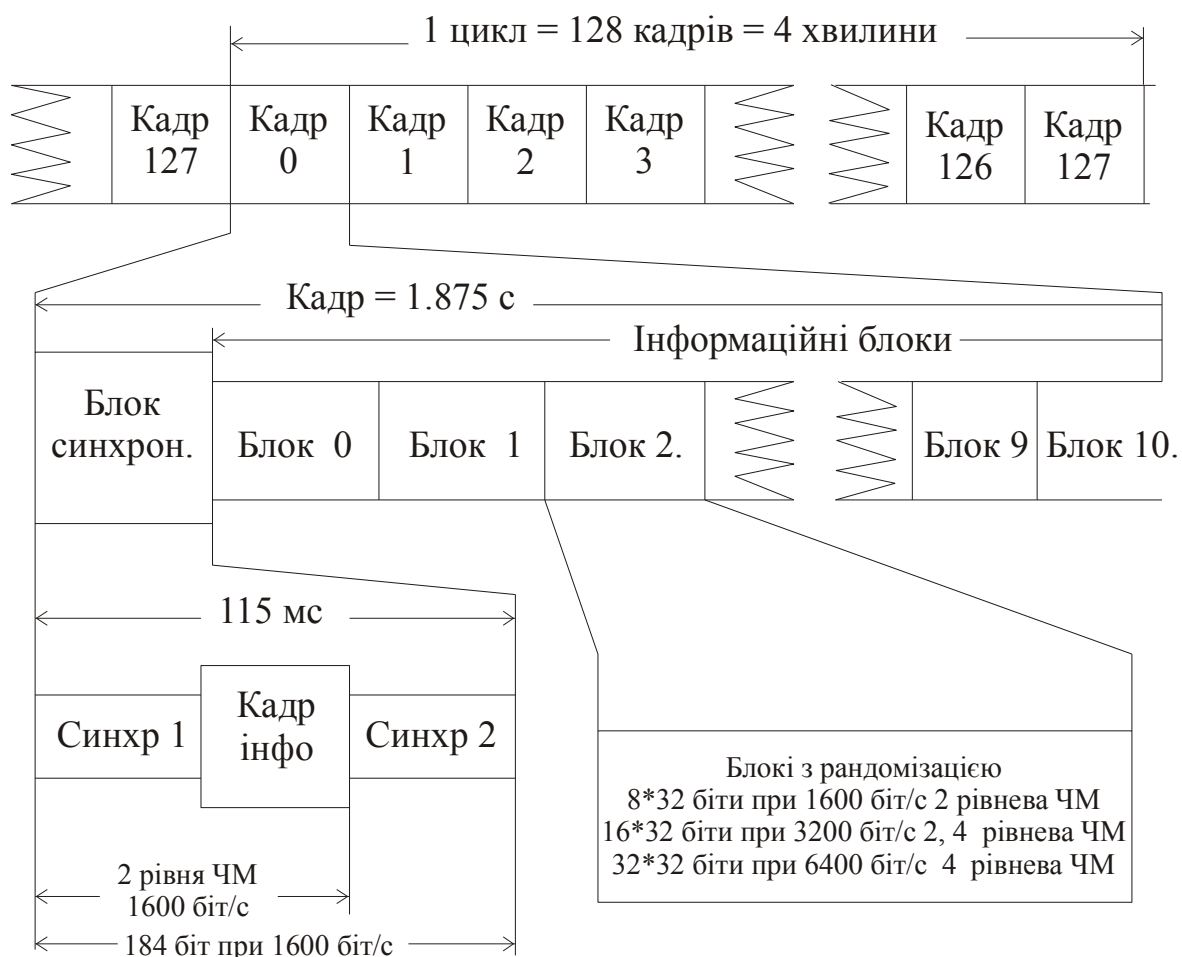 1 цикл = 128 кадрів = 4 хвилини
Кадр 127
Кадр 0
Кадр 1
Кадр 2
Кадр 3
Кадр 126
Кадр 127
Кадр = 1.875 с
Інформаційні блоки
Блок синхрон.
Блок 0
Блок 1
Блок 2.
Блок 9
Блок 10.
115 мс
Синхр 1
Кадр інфо
Синхр 2
Блокі з рандомізацією
8*32 біти при 1600 біт/с 2 рівнева ЧМ
16*32 біти при 3200 біт/с 2, 4 рівнева ЧМ
32*32 біти при 6400 біт/с 4 рівнева ЧМ
2 рівня ЧМ
1600 біт/с
184 біт при 1600 біт/с